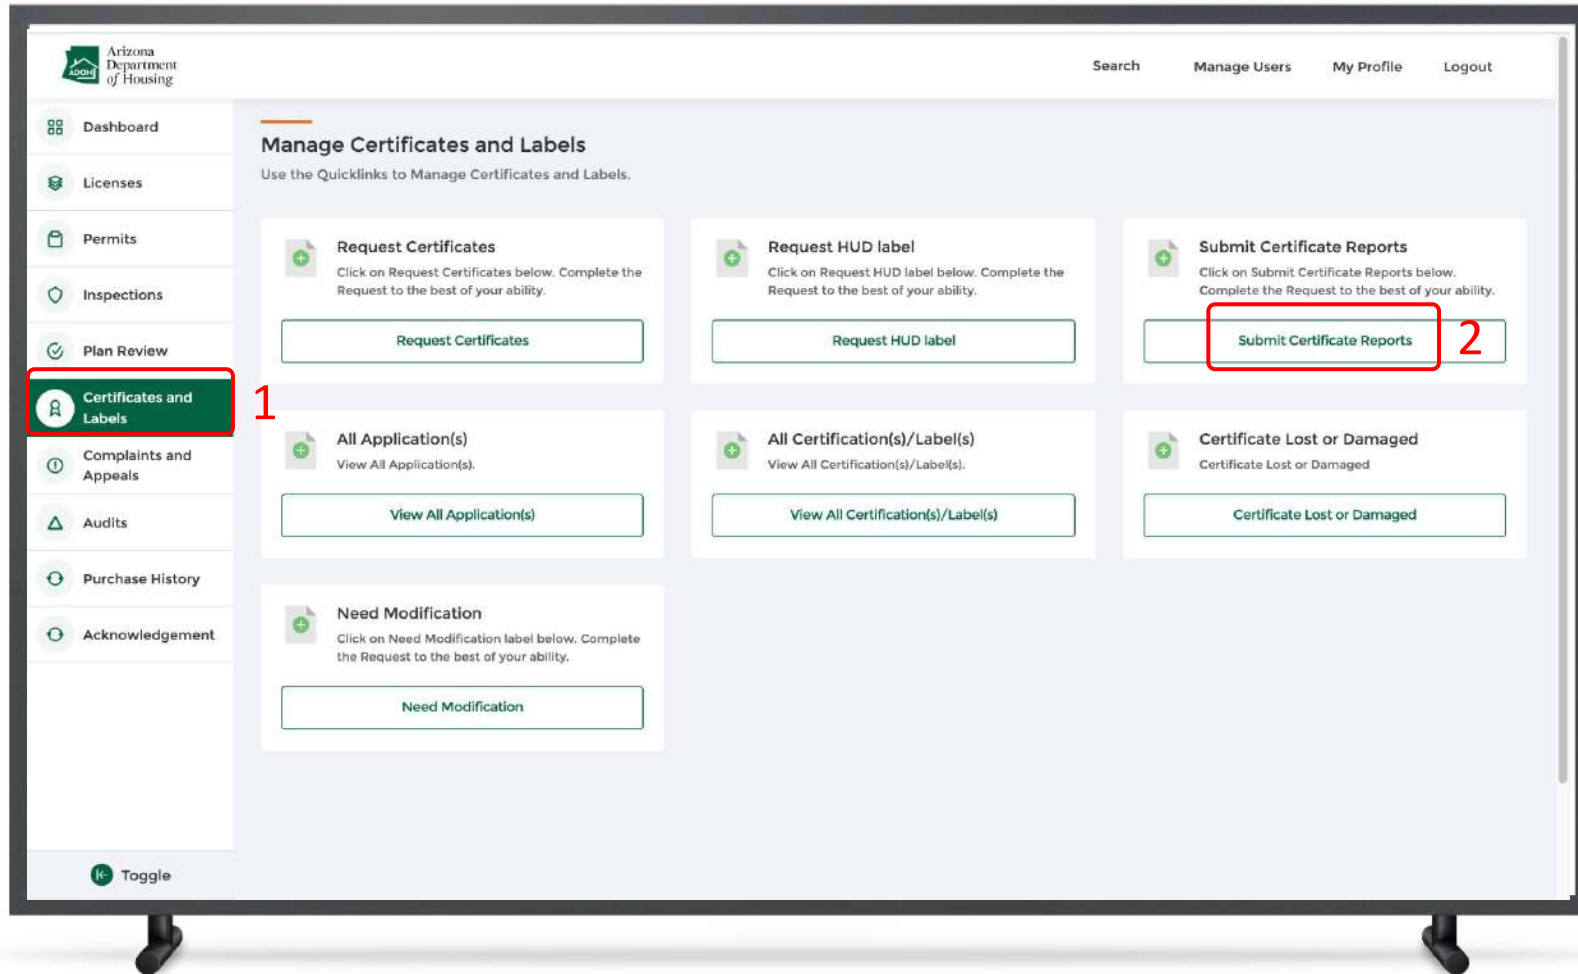 Arizona
Department
of Housing
ADOH
Search
Manage Users
My Profile
Logout
Dashboard
Licenses
Permits
Inspections
Plan Review
Certificates and
Labels
1
Complaints and
Appeals
Audits
Purchase History
Acknowledgement
Toggle
Manage Certificates and Labels
Use the Quicklinks to Manage Certificates and Labels.
Request Certificates
Click on Request Certificates below. Complete the
Request to the best of your ability.
Request Certificates
Request HUD label
Click on Request HUD label below. Complete the
Request to the best of your ability.
Request HUD label
Submit Certificate Reports
Click on Submit Certificate Reports below.
Complete the Request to the best of your ability.
Submit Certificate Reports
2
All Application(s)
View All Application(s).
View All Application(s)
All Certification(s)/Label(s)
View All Certification(s)/Label(s).
View All Certification(s)/Label(s)
Certificate Lost or Damaged
Certificate Lost or Damaged
Certificate Lost or Damaged
Need Modification
Click on Need Modification label below. Complete
the Request to the best of your ability.
Need Modification